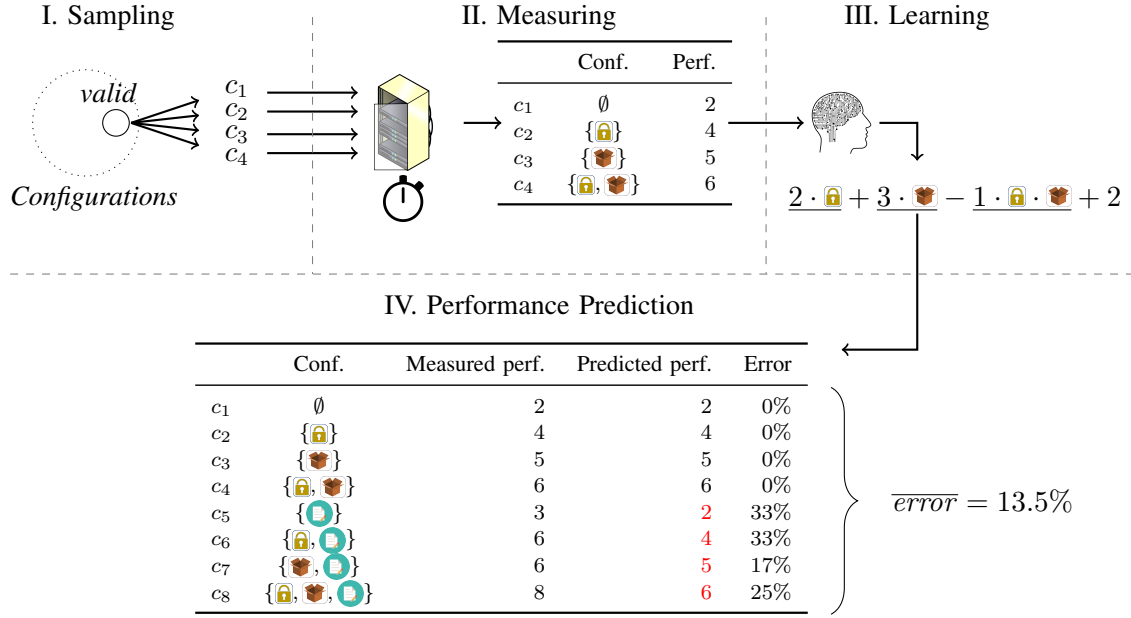 I. Sampling
II. Measuring
III. Learning
valid
Configurations
c1
c2
c3
c4
Conf. Perf.
c1 ∅ 2
c2 {🔒} 4
c3 {📦} 5
c4 {🔒, 📦} 6
2 · 🔒 + 3 · 📦 − 1 · 🔒 · 📦 + 2
IV. Performance Prediction
Conf. Measured perf. Predicted perf. Error
c1 ∅ 2 2 0%
c2 {🔒} 4 4 0%
c3 {📦} 5 5 0%
c4 {🔒, 📦} 6 6 0%
c5 {📝} 3 2 33%
c6 {🔒, 📝} 6 4 33%
c7 {📦, 📝} 6 5 17%
c8 {🔒, 📦, 📝} 8 6 25%
error = 13.5%